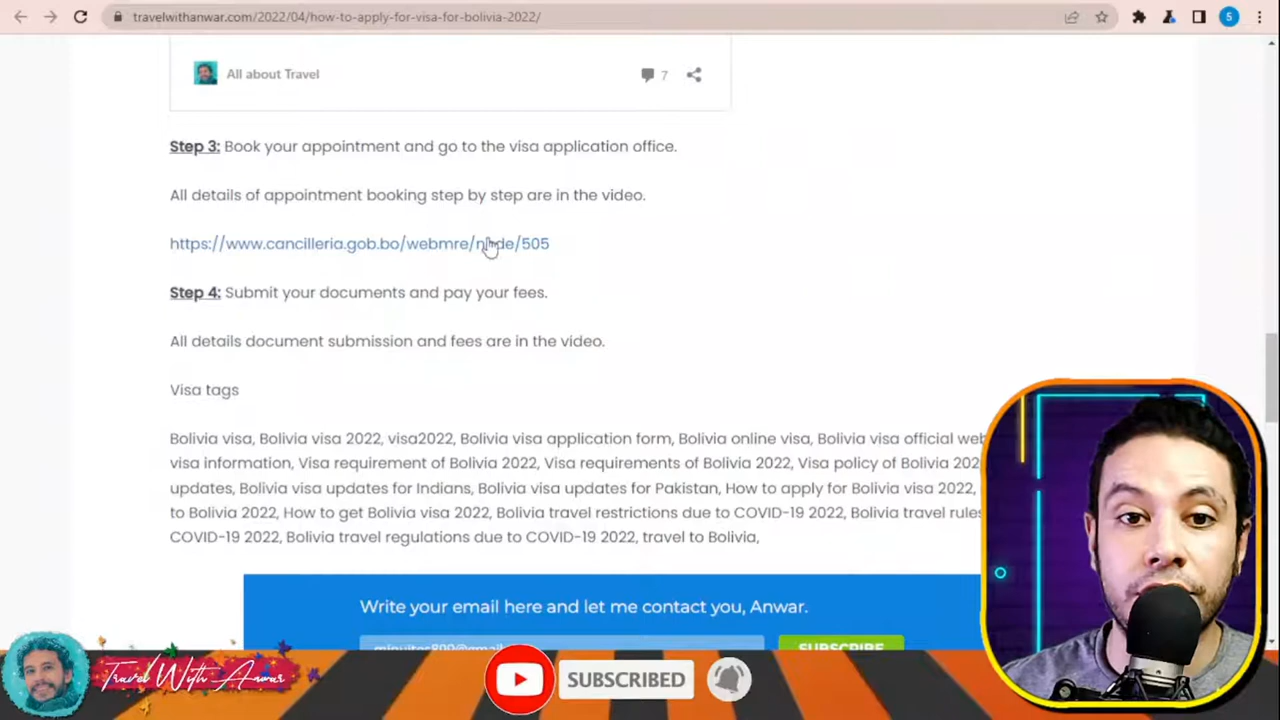 travelwithanwar.com/2022/04/how-to-apply-for-visa-for-bolivia-2022/
5
All about Travel
7
Step 3: Book your appointment and go to the visa application office.
All details of appointment booking step by step are in the video.
https://www.cancilleria.gob.bo/webmre/node/505
Step 4: Submit your documents and pay your fees.
All details document submission and fees are in the video.
Visa tags
Bolivia visa, Bolivia visa 2022, visa2022, Bolivia visa application form, Bolivia online visa, Bolivia visa official
visa information, Visa requirement of Bolivia 2022, Visa requirements of Bolivia 2022, Visa policy of Bolivia
updates, Bolivia visa updates for Indians, Bolivia visa updates for Pakistan, How to apply for Bolivia visa 2022,
to Bolivia 2022, How to get Bolivia visa 2022, Bolivia travel restrictions due to COVID-19 2022, Bolivia travel rules
COVID-19 2022, Bolivia travel regulations due to COVID-19 2022, travel to Bolivia,
Write your email here and let me contact you, Anwar.
SUBSCRIBE
Travel With Anwar
SUBSCRIBED